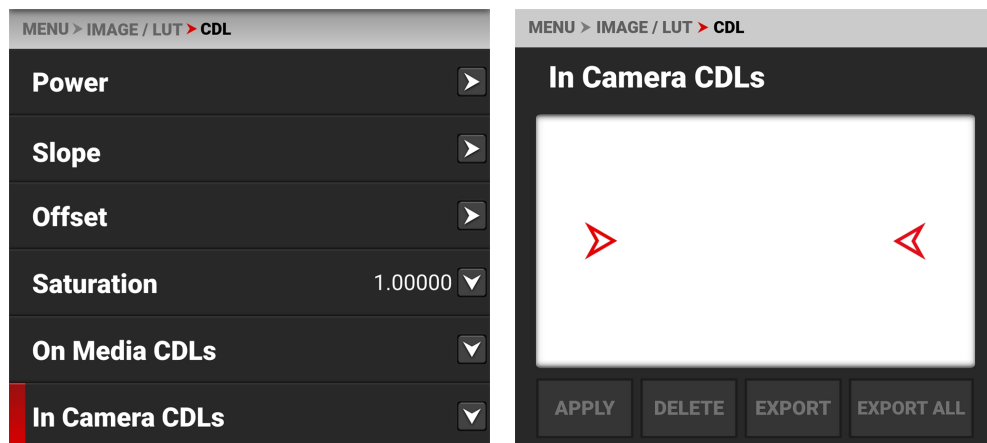 MENU > IMAGE / LUT > CDL
Power
Slope
Offset
Saturation 1.00000
On Media CDLs
In Camera CDLs
MENU > IMAGE / LUT > CDL
In Camera CDLs
APPLY DELETE EXPORT EXPORT ALL